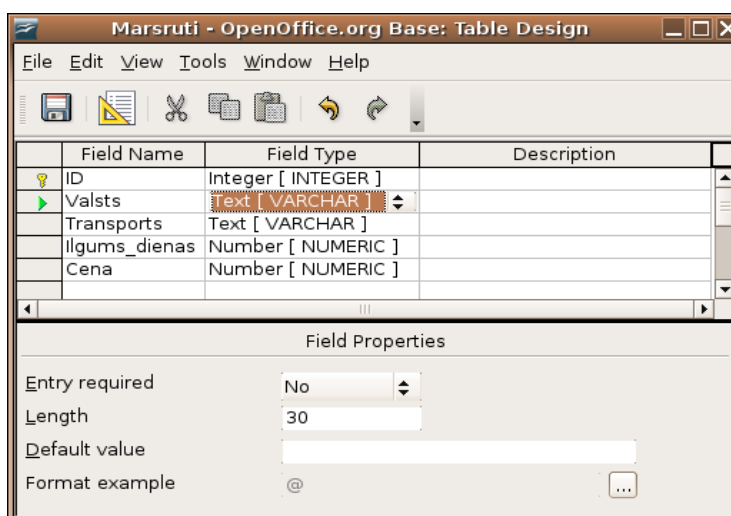 Marsruti - OpenOffice.org Base: Table Design
File Edit View Tools Window Help
Field Name Field Type Description
ID Integer [ INTEGER ]
Valsts Text [ VARCHAR ]
Transports Text [ VARCHAR ]
Ilgums_dienas Number [ NUMERIC ]
Cena Number [ NUMERIC ]
Field Properties
Entry required No
Length 30
Default value
Format example @ ...